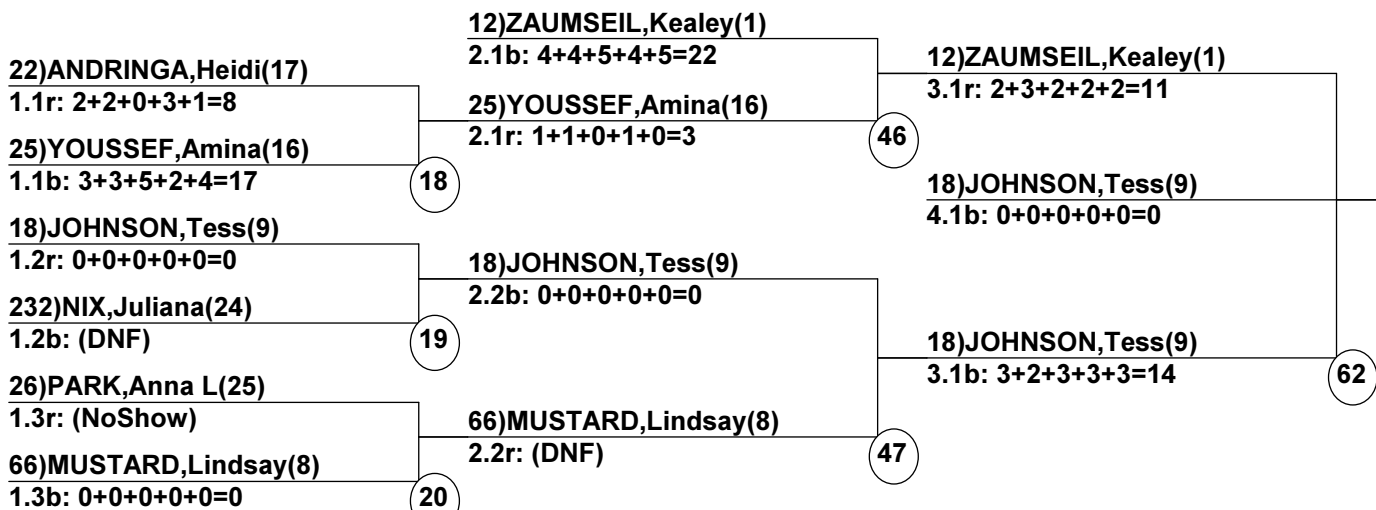 22)ANDRINGA,Heidi(17)
1.1r: 2+2+0+3+1=8
25)YOUSSEF,Amina(16)
1.1b: 3+3+5+2+4=17
18
18)JOHNSON,Tess(9)
1.2r: 0+0+0+0+0=0
232)NIX,Juliana(24)
1.2b: (DNF)
19
26)PARK,Anna L(25)
1.3r: (NoShow)
66)MUSTARD,Lindsay(8)
1.3b: 0+0+0+0+0=0
20
12)ZAUMSEIL,Kealey(1)
2.1b: 4+4+5+4+5=22
25)YOUSSEF,Amina(16)
2.1r: 1+1+0+1+0=3
46
18)JOHNSON,Tess(9)
2.2b: 0+0+0+0+0=0
66)MUSTARD,Lindsay(8)
2.2r: (DNF)
47
12)ZAUMSEIL,Kealey(1)
3.1r: 2+3+2+2+2=11
18)JOHNSON,Tess(9)
4.1b: 0+0+0+0+0=0
18)JOHNSON,Tess(9)
3.1b: 3+2+3+3+3=14
62